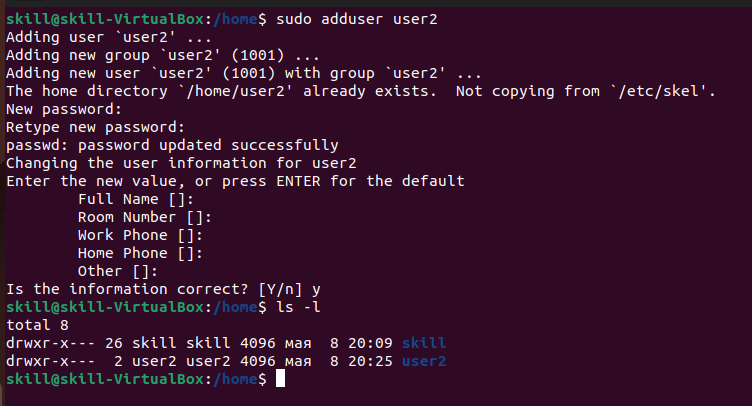 skill@skill-VirtualBox:/home$ sudo adduser user2
Adding user `user2' ...
Adding new group `user2' (1001) ...
Adding new user `user2' (1001) with group `user2' ...
The home directory `/home/user2' already exists.  Not copying from `/etc/skel'.
New password:
Retype new password:
passwd: password updated successfully
Changing the user information for user2
Enter the new value, or press ENTER for the default
        Full Name []:
        Room Number []:
        Work Phone []:
        Home Phone []:
        Other []:
Is the information correct? [Y/n] y
skill@skill-VirtualBox:/home$ ls -l
total 8
drwxr-x--- 26 skill skill 4096 мая  8 20:09 skill
drwxr-x---  2 user2 user2 4096 мая  8 20:25 user2
skill@skill-VirtualBox:/home$